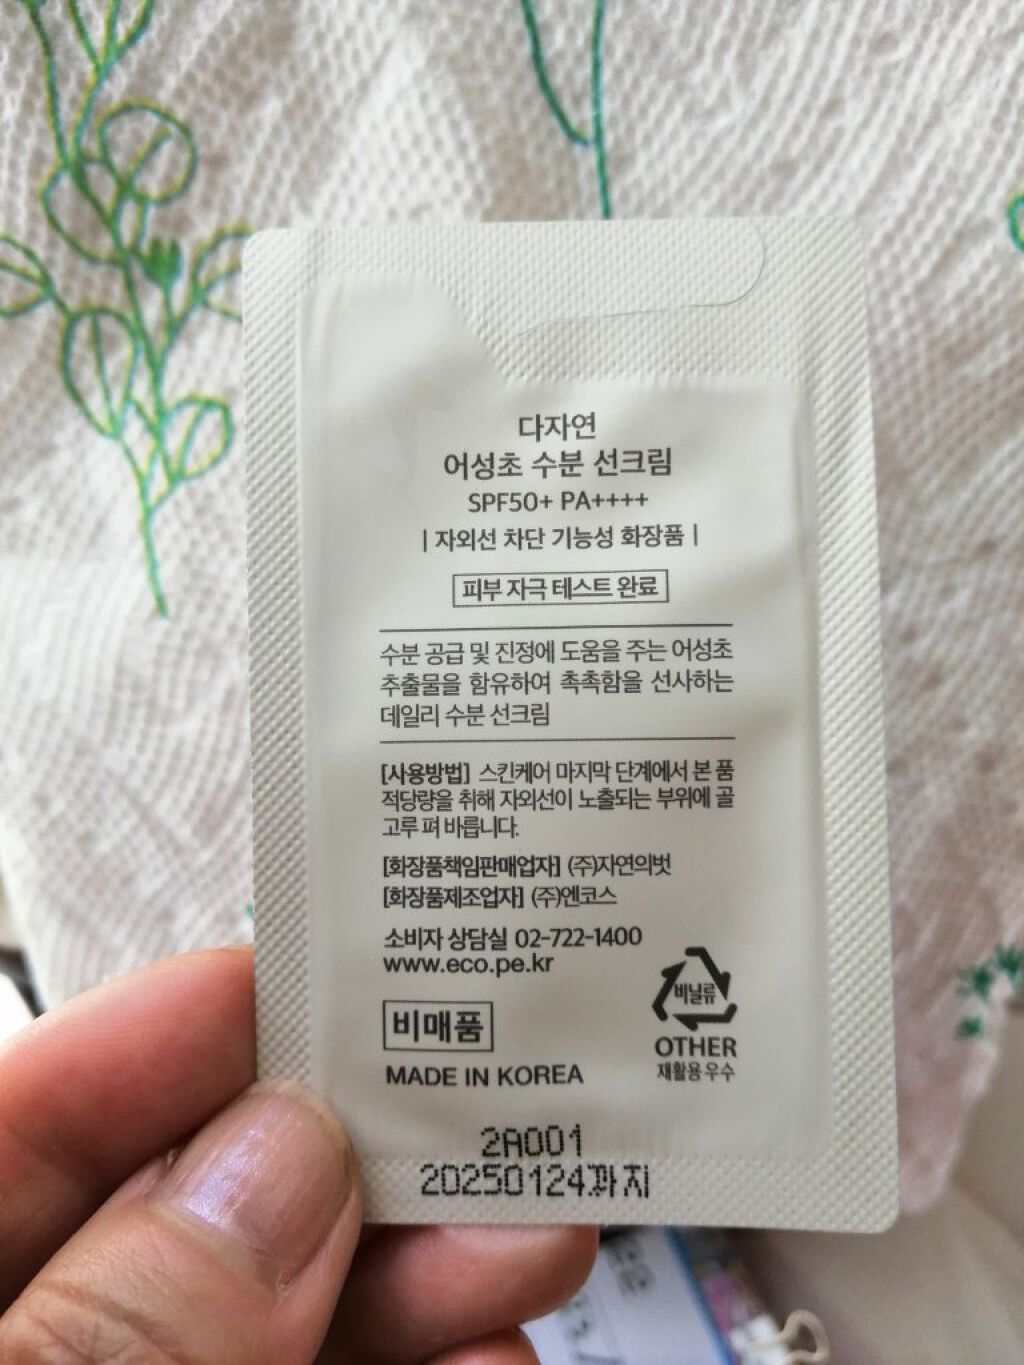 다자연
어성초 수분 선크림
SPF50+ PA++++
| 자외선 차단 기능성 화장품 |
피부 자극 테스트 완료
수분 공급 및 진정에 도움을 주는 어성초
추출물을 함유하여 촉촉함을 선사하는
데일리 수분 선크림
[사용방법] 스킨케어 마지막 단계에서 본 품
적당량을 취해 자외선이 노출되는 부위에 골
고루 펴 바릅니다.
[화장품책임판매업자] (주)자연의벗
[화장품제조업자] (주)엔코스
소비자 상담실 02-722-1400
www.eco.pe.kr
비닐류
OTHER
재활용 우수
비매품
MADE IN KOREA
2A001
20250124까지